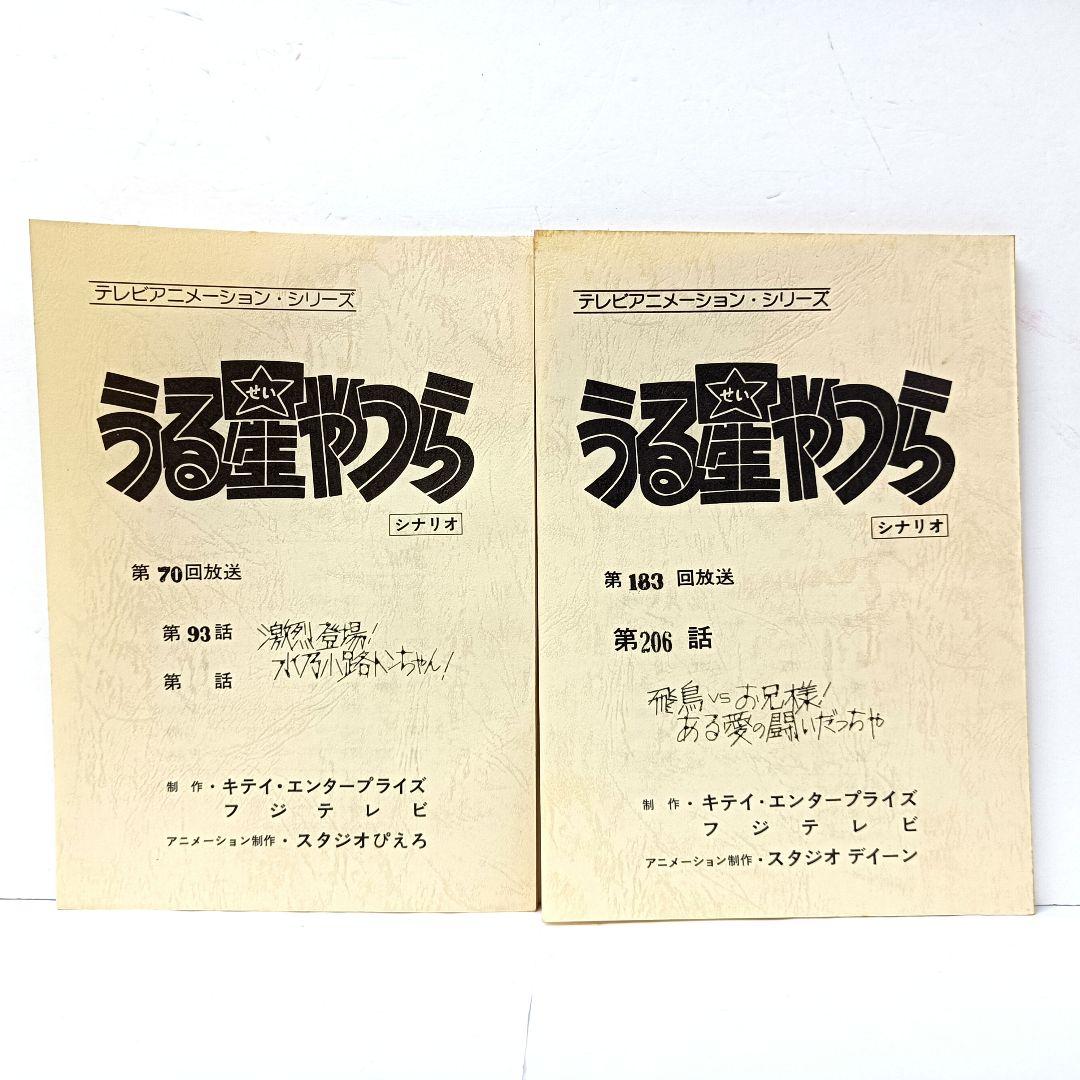 テレビアニメーション・シリーズ
うる星やつら
せい
シナリオ
第70回放送
第93話 激烈登場!
水乃小路トンちゃん!
第 話
制作・キテイ・エンタープライズ
フジテレビ
アニメーション制作・スタジオぴえろ
テレビアニメーション・シリーズ
うる星やつら
せい
シナリオ
第183回放送
第206話
飛鳥vsお兄様!
ある愛の闘いだっちゃ
制作・キテイ・エンタープライズ
フジテレビ
アニメーション制作・スタジオ デイーン